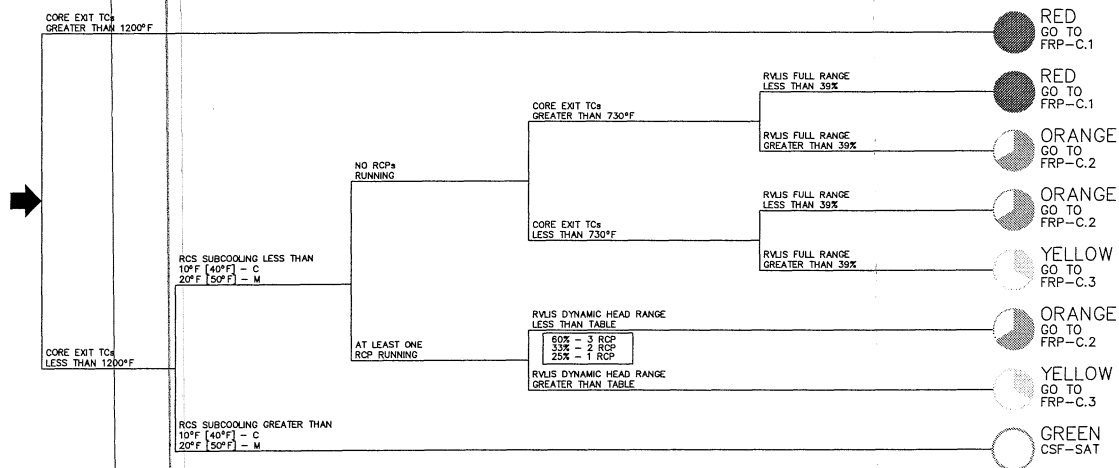 CORE EXIT TCs
GREATER THAN 1200°F
RED
GO TO
FRP-C.1
RVLIS FULL RANGE
LESS THAN 39%
RED
GO TO
FRP-C.1
CORE EXIT TCs
GREATER THAN 730°F
RVLIS FULL RANGE
GREATER THAN 39%
ORANGE
GO TO
FRP-C.2
NO RCPs
RUNNING
RVLIS FULL RANGE
LESS THAN 39%
ORANGE
GO TO
FRP-C.2
CORE EXIT TCs
LESS THAN 730°F
RVLIS FULL RANGE
GREATER THAN 39%
YELLOW
GO TO
FRP-C.3
RCS SUBCOOLING LESS THAN
10°F [40°F] - C
20°F [50°F] - M
RVLIS DYNAMIC HEAD RANGE
LESS THAN TABLE
60% - 3 RCP
33% - 2 RCP
25% - 1 RCP
ORANGE
GO TO
FRP-C.2
AT LEAST ONE
RCP RUNNING
CORE EXIT TCs
LESS THAN 1200°F
RVLIS DYNAMIC HEAD RANGE
GREATER THAN TABLE
YELLOW
GO TO
FRP-C.3
RCS SUBCOOLING GREATER THAN
10°F [40°F] - C
20°F [50°F] - M
GREEN
CSF-SAT